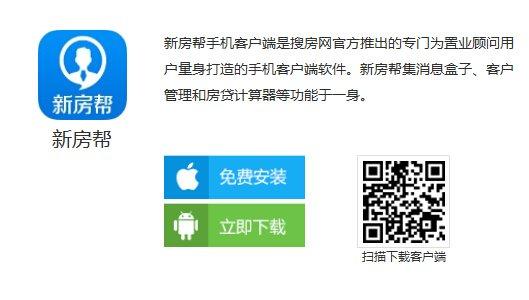 新房帮手机客户端是搜房网官方推出的专门为置业顾问用
户量身打造的手机客户端软件。新房帮集消息盒子、客户
管理和房贷计算器等功能于一身。
新房帮
新房帮
免费安装
立即下载
扫描下载客户端